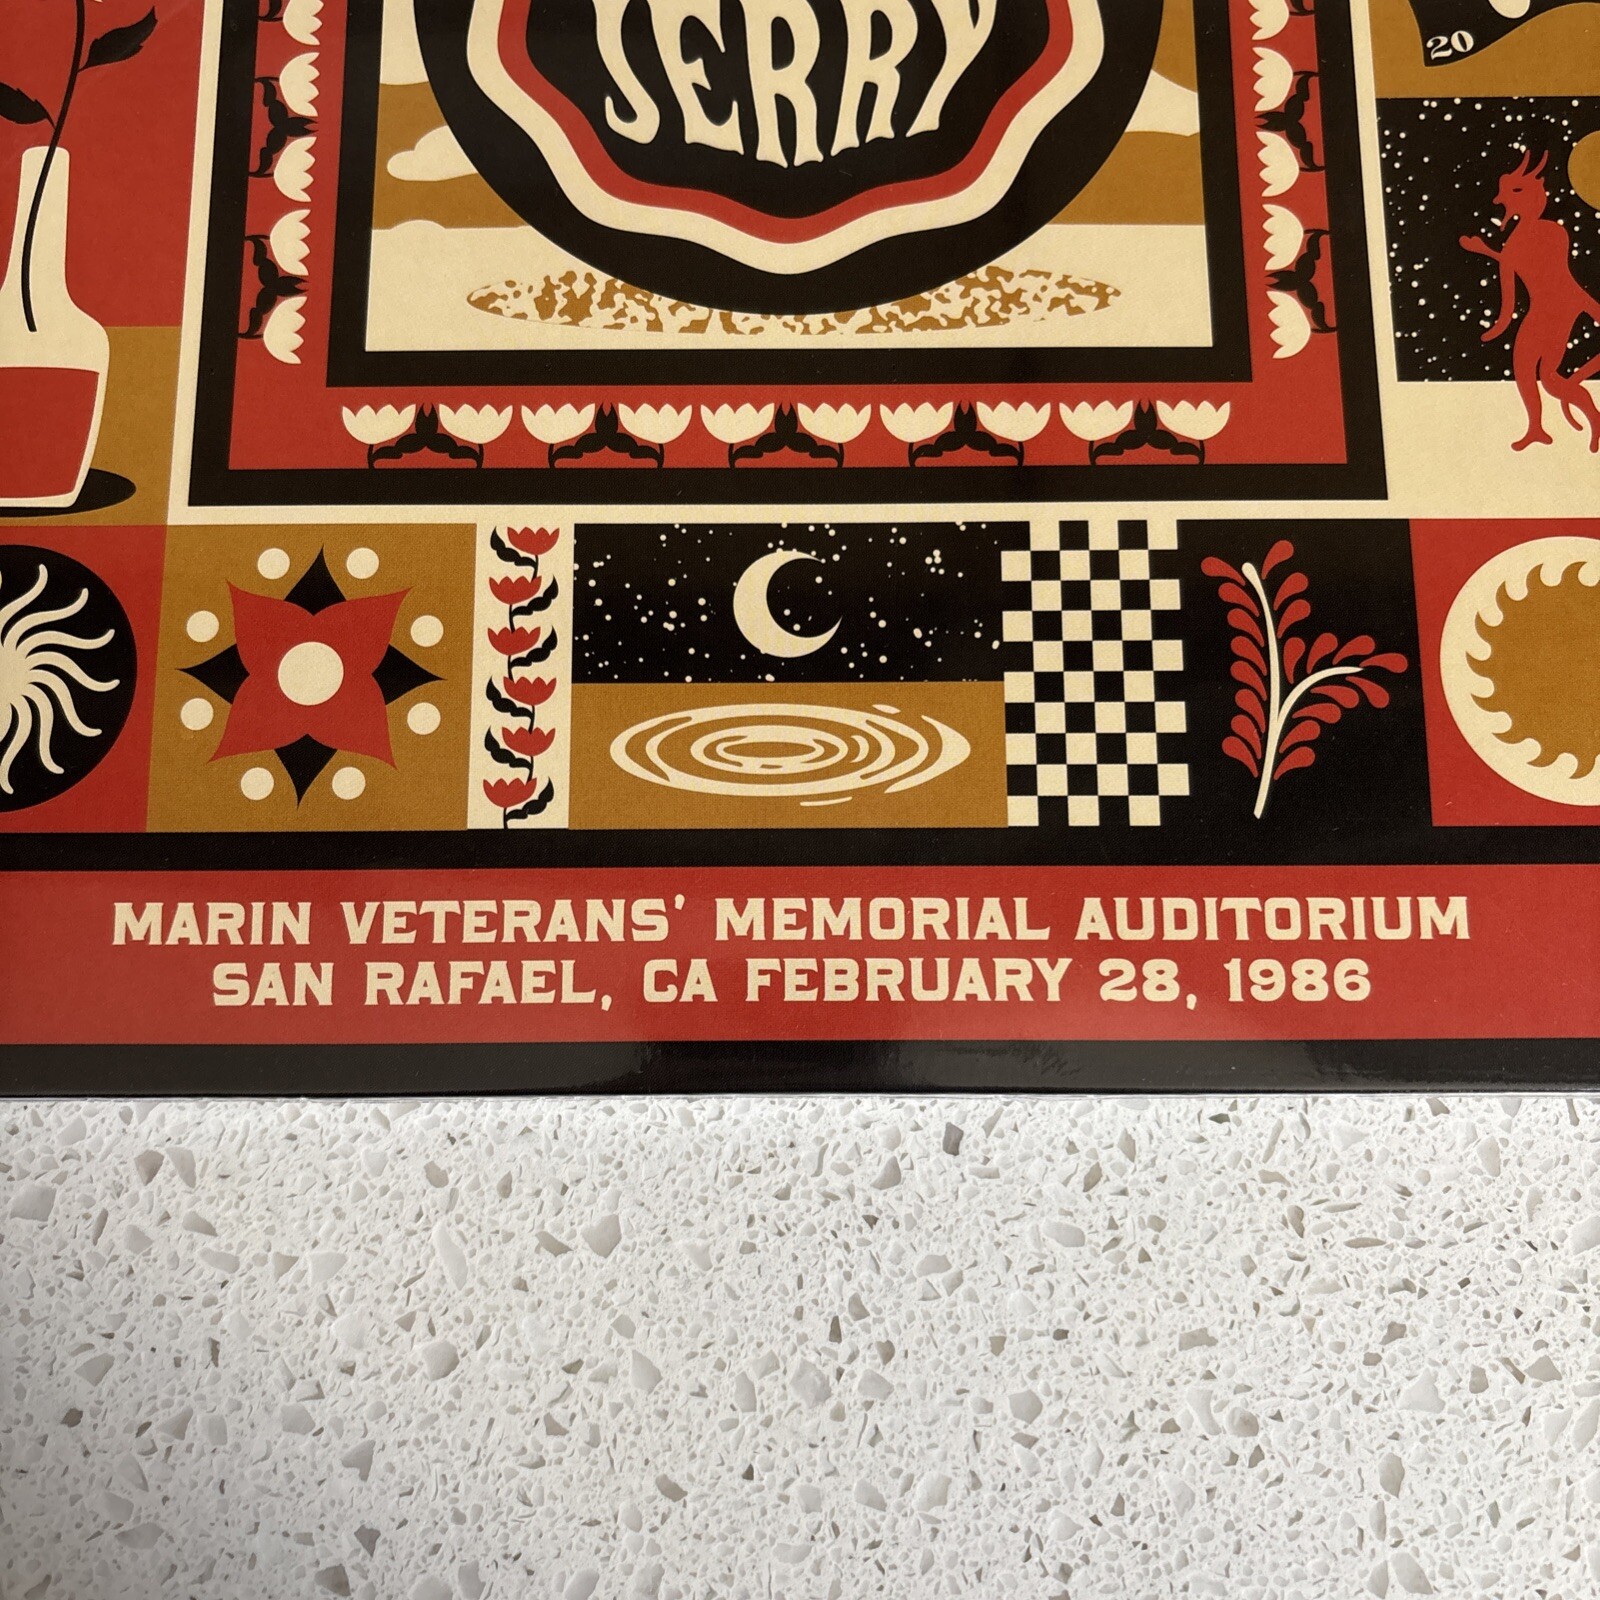 JERRY
20
MARIN VETERANS' MEMORIAL AUDITORIUM
SAN RAFAEL, CA FEBRUARY 28, 1986